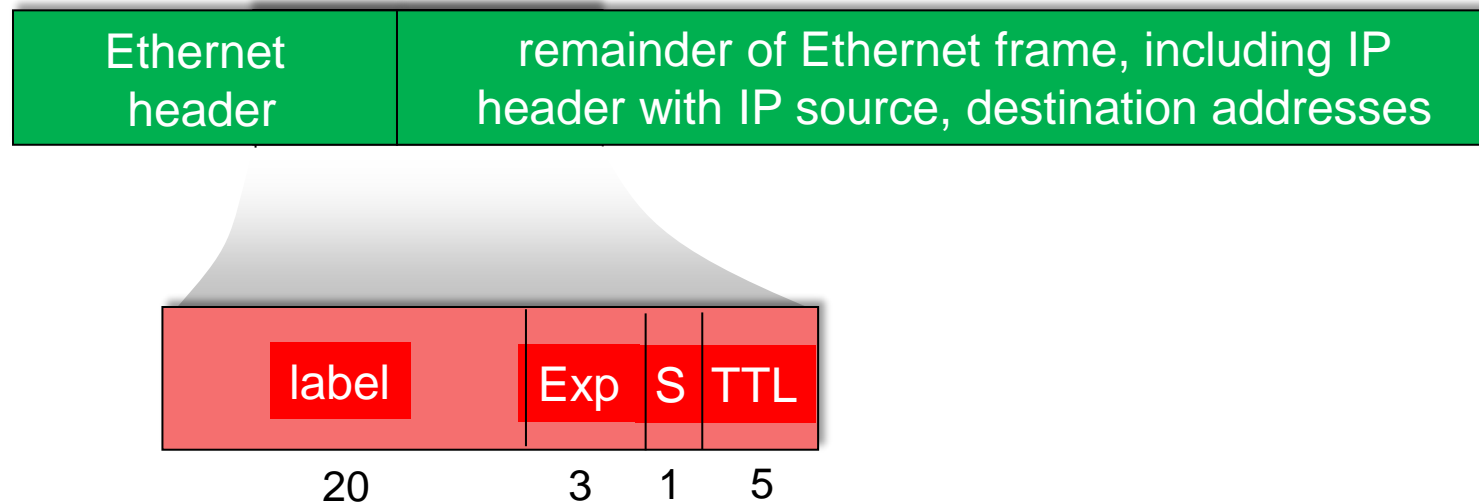 Ethernet
header
remainder of Ethernet frame, including IP
header with IP source, destination addresses
label Exp S TTL
20 3 1 5